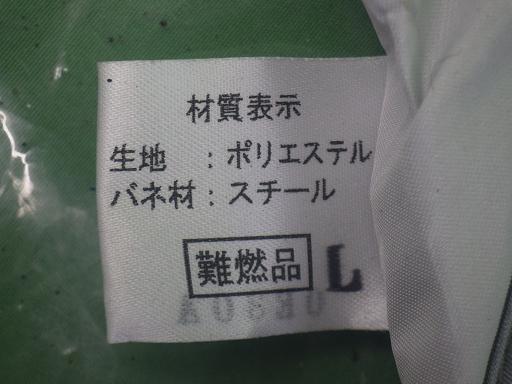 材質表示
生地 : ポリエステル
バネ材 : スチール
難燃品 L